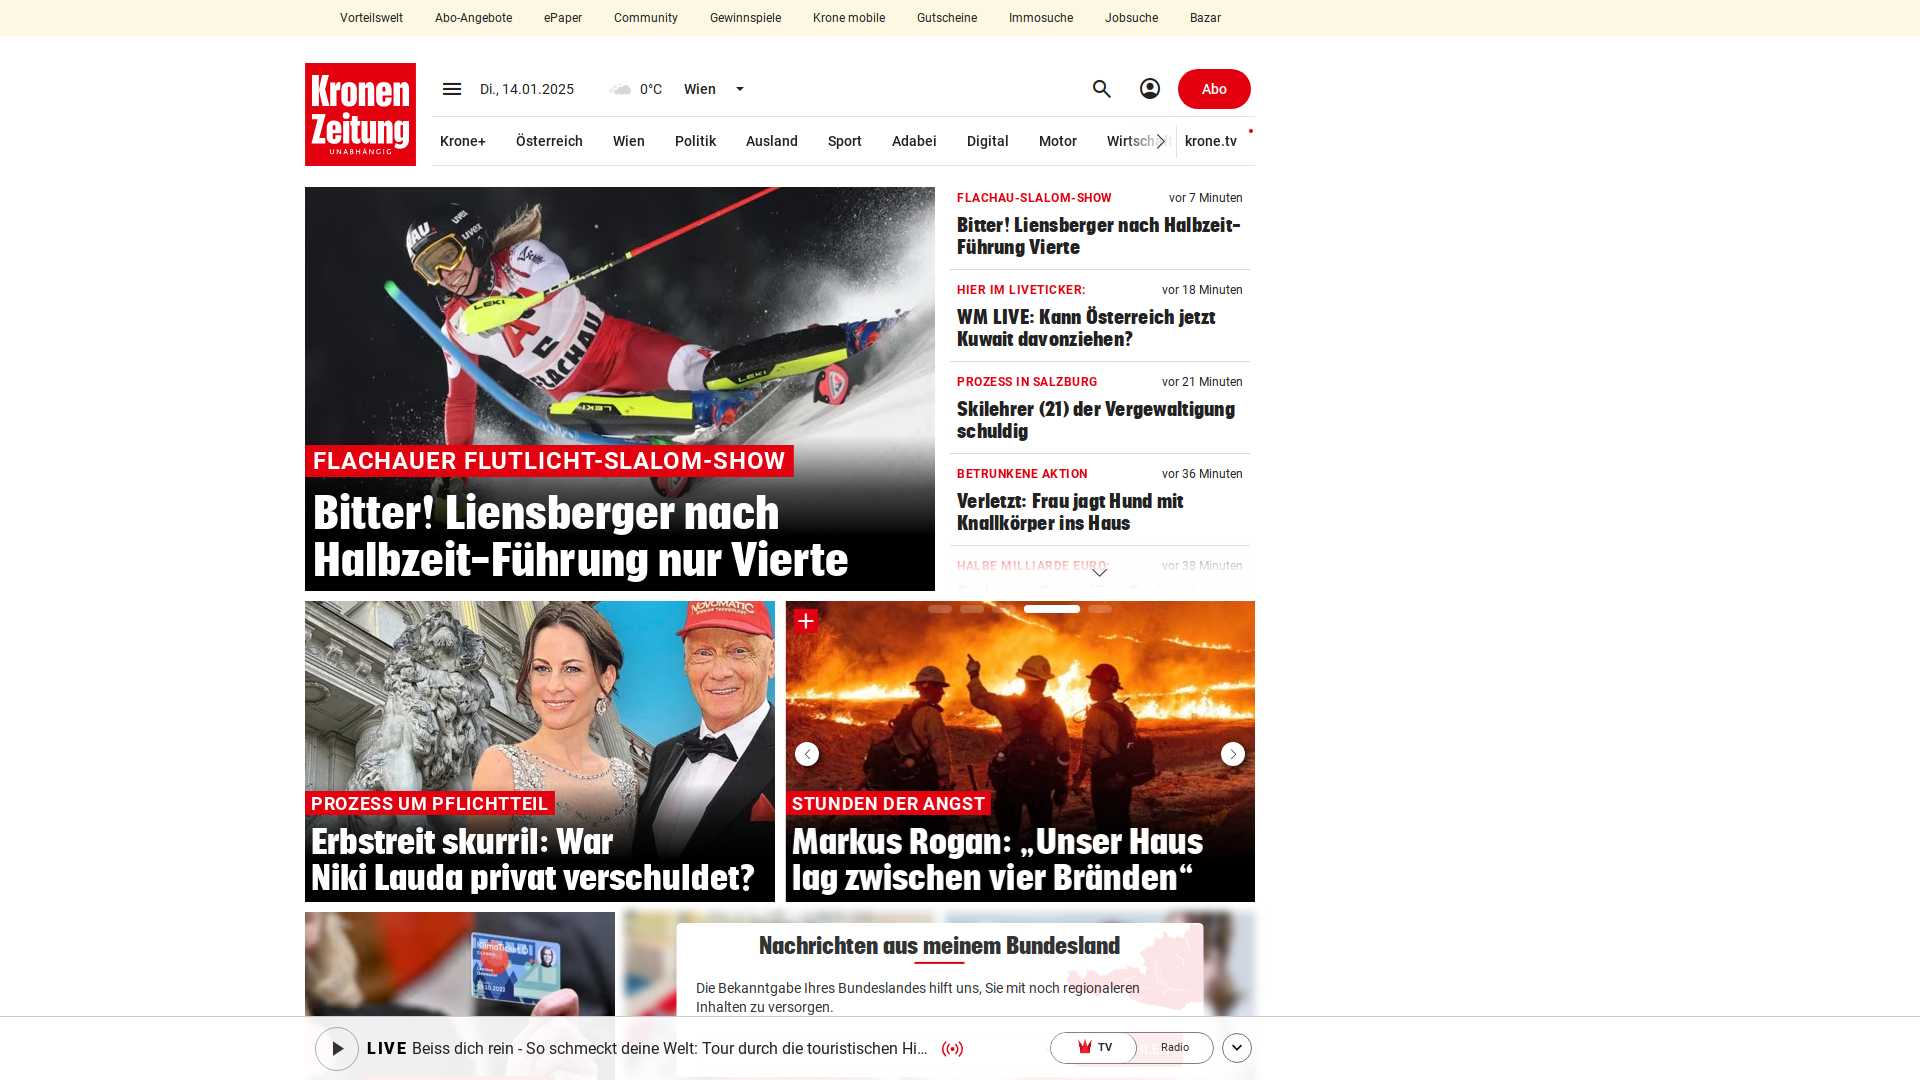 Vorteilswelt Abo-Angebote ePaper Community Gewinnspiele Krone mobile Gutscheine Immosuche Jobsuche Bazar
Kronen
Zeitung
UNABHÄNGIG
Di., 14.01.2025 0°C Wien
Abo
Krone+ Österreich Wien Politik Ausland Sport Adabei Digital Motor krone.tv
FLACHAUER FLUTLICHT-SLALOM-SHOW
Bitter! Liensberger nach
Halbzeit-Führung nur Vierte
FLACHAU-SLALOM-SHOW vor 7 Minuten
Bitter! Liensberger nach Halbzeit-
Führung Vierte
HIER IM LIVETICKER: vor 18 Minuten
WM LIVE: Kann Österreich jetzt
Kuwait davonziehen?
PROZESS IN SALZBURG vor 21 Minuten
Skilehrer (21) der Vergewaltigung
schuldig
BETRUNKENE AKTION vor 36 Minuten
Verletzt: Frau jagt Hund mit
Knallkörper ins Haus
HALBE MILLIARDE EURO: vor 38 Minuten
NOVOMATIC
PROZESS UM PFLICHTTEIL
Erbstreit skurril: War
Niki Lauda privat verschuldet?
STUNDEN DER ANGST
Markus Rogan: „Unser Haus
lag zwischen vier Bränden“
KlimaTicket Ö
Nachrichten aus meinem Bundesland
Die Bekanntgabe Ihres Bundeslandes hilft uns, Sie mit noch regionaleren
Inhalten zu versorgen.
LIVE Beiss dich rein - So schmeckt deine Welt: Tour durch die touristischen Hi...
TV Radio